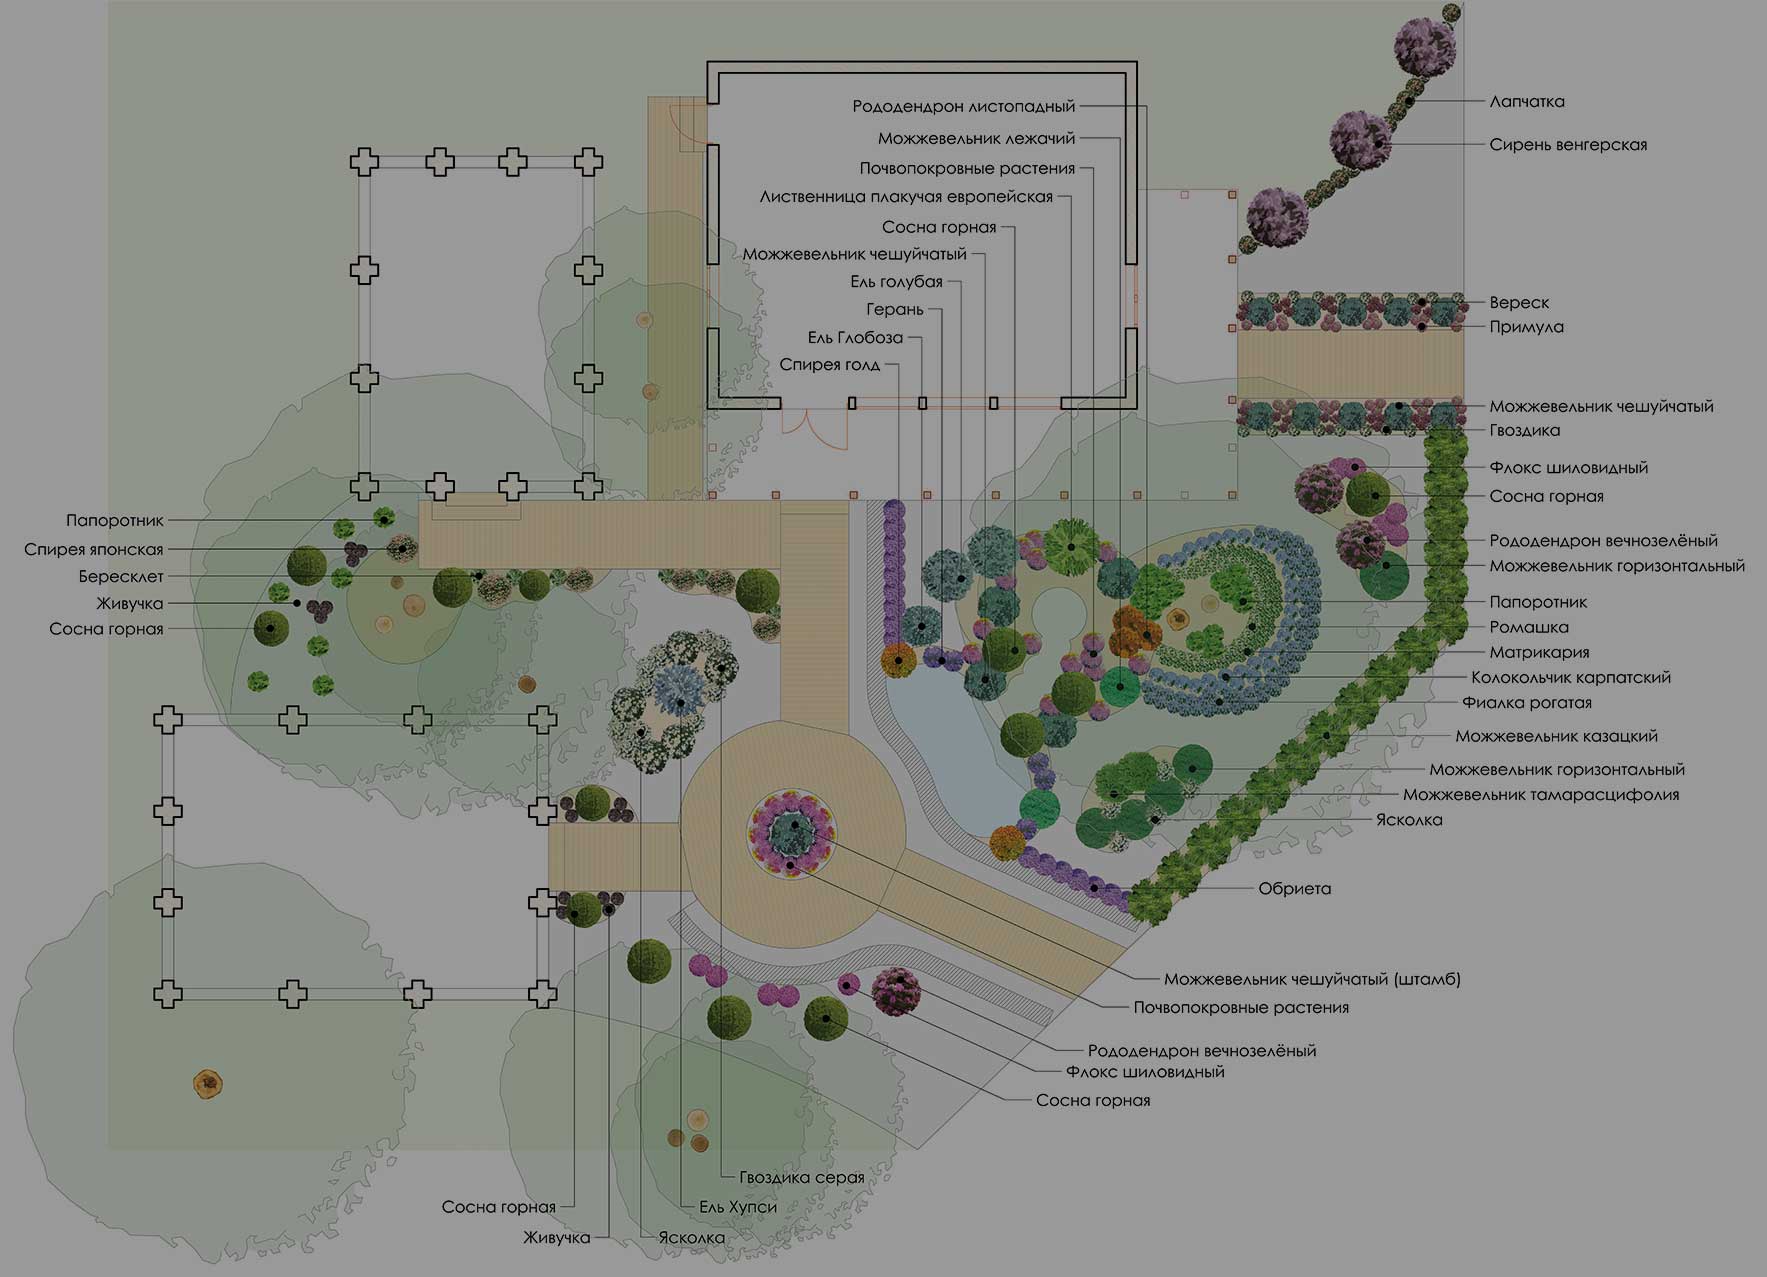 Рододендрон листопадный
Можжевельник лежачий
Почвопокровные растения
Лиственница плакучая европейская
Сосна горная
Можжевельник чешуйчатый
Ель голубая
Герань
Ель Глобоза
Спирея голд
Лапчатка
Сирень венгерская
Вереск
Примула
Можжевельник чешуйчатый
Гвоздика
Флокс шиловидный
Сосна горная
Рододендрон вечнозелёный
Можжевельник горизонтальный
Папоротник
Ромашка
Матрикария
Колокольчик карпатский
Фиалка рогатая
Можжевельник казацкий
Можжевельник горизонтальный
Можжевельник тамарасцифолия
Ясколка
Обриета
Папоротник
Спирея японская
Бересклет
Живучка
Сосна горная
Можжевельник чешуйчатый (штамб)
Почвопокровные растения
Рододендрон вечнозелёный
Флокс шиловидный
Сосна горная
Гвоздика серая
Сосна горная
Ель Хупси
Живучка
Ясколка